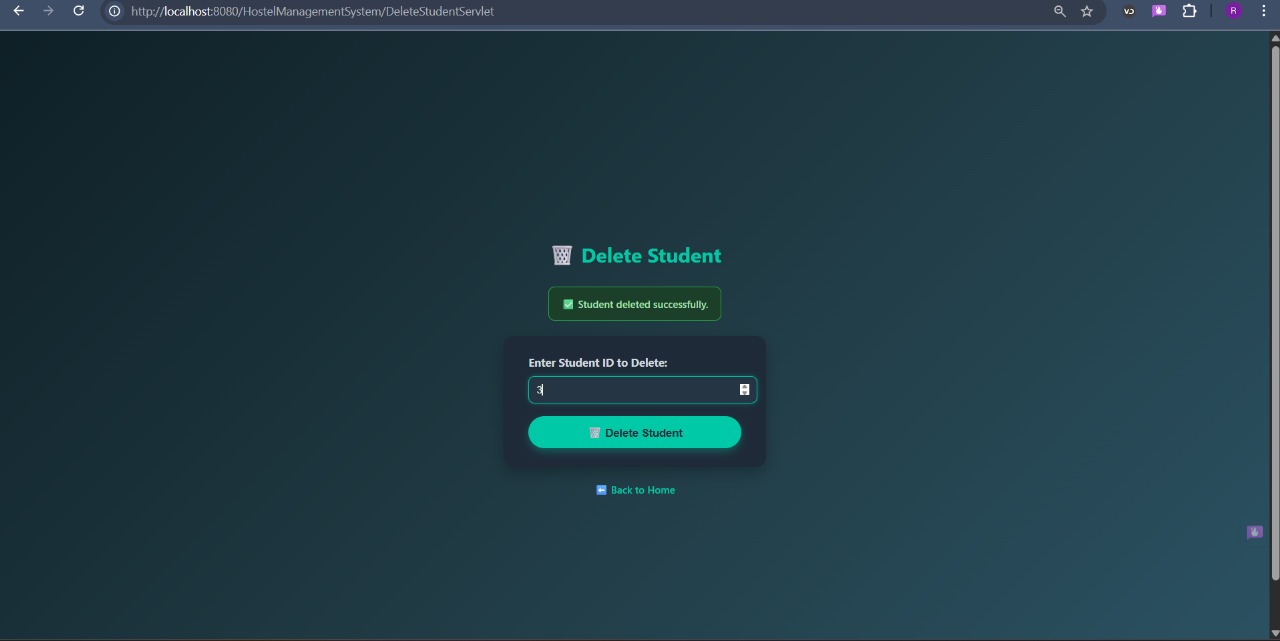 http://localhost:8080/HostelManagementSystem/DeleteStudentServlet
R
Delete Student
Student deleted successfully.
Enter Student ID to Delete:
3
Delete Student
Back to Home